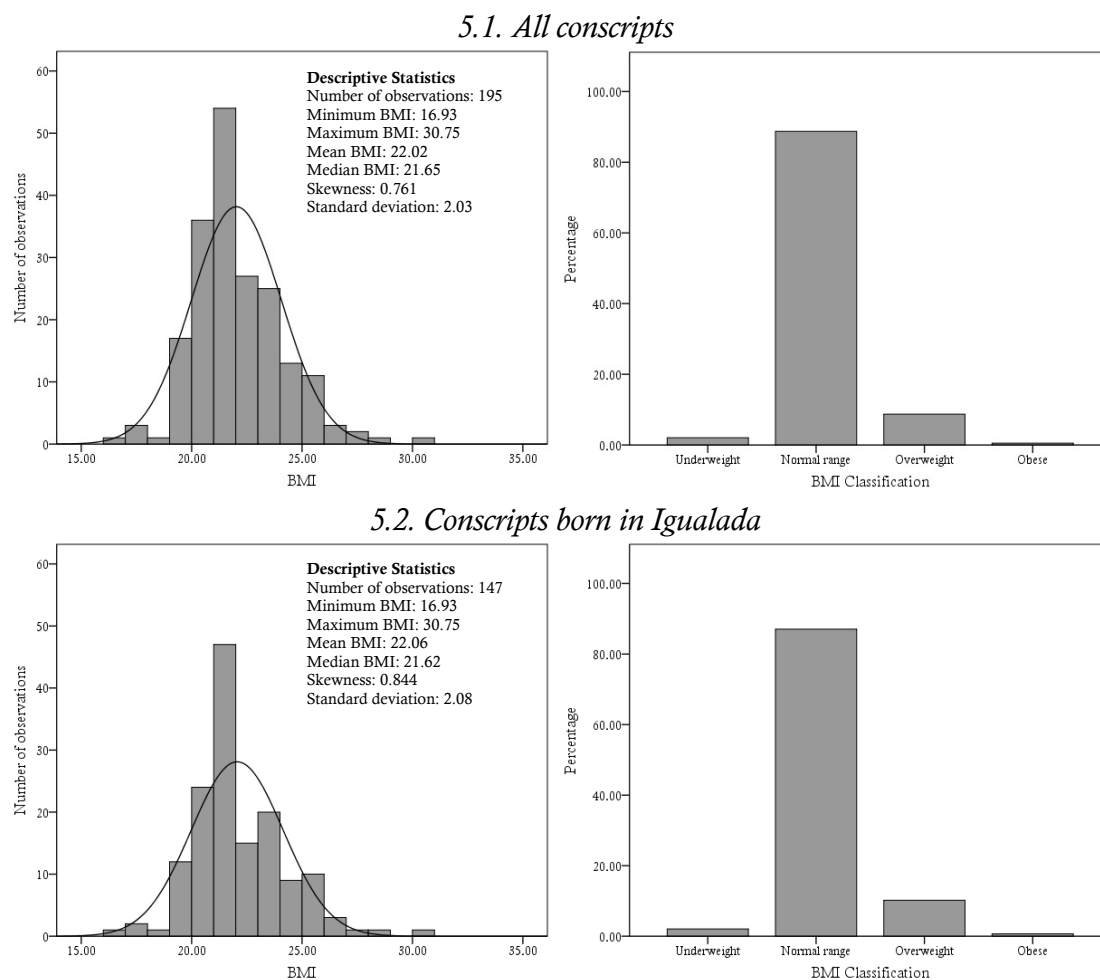 5.1. All conscripts
Number of observations
60
50
40
30
20
10
0
15.00 20.00 25.00 30.00 35.00
BMI
Descriptive Statistics
Number of observations: 195
Minimum BMI: 16.93
Maximum BMI: 30.75
Mean BMI: 22.02
Median BMI: 21.65
Skewness: 0.761
Standard deviation: 2.03
Percentage
100.00
80.00
60.00
40.00
20.00
0.00
Underweight Normal range Overweight Obese
BMI Classification
5.2. Conscripts born in Igualada
Number of observations
60
50
40
30
20
10
0
15.00 20.00 25.00 30.00 35.00
BMI
Descriptive Statistics
Number of observations: 147
Minimum BMI: 16.93
Maximum BMI: 30.75
Mean BMI: 22.06
Median BMI: 21.62
Skewness: 0.844
Standard deviation: 2.08
Percentage
100.00
80.00
60.00
40.00
20.00
0.00
Underweight Normal range Overweight Obese
BMI Classification